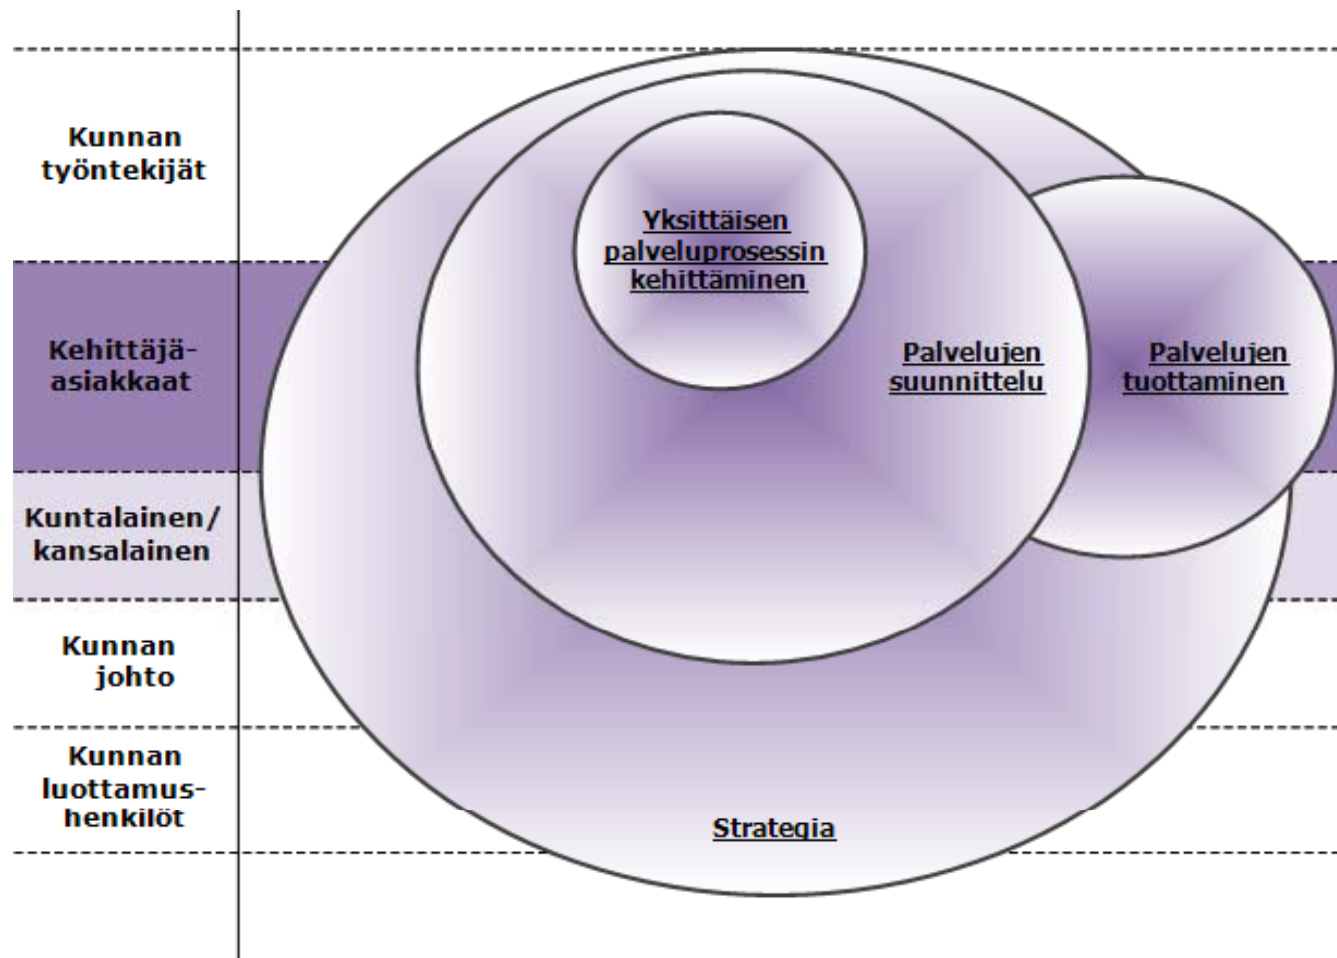 Kunnan
työntekijät
Kehittäjä-
asiakkaat
Kuntalainen/
kansalainen
Kunnan
johto
Kunnan
luottamus-
henkilöt
Yksittäisen
palveluprosessin
kehittäminen
Palvelujen
suunnittelu
Palvelujen
tuottaminen
Strategia